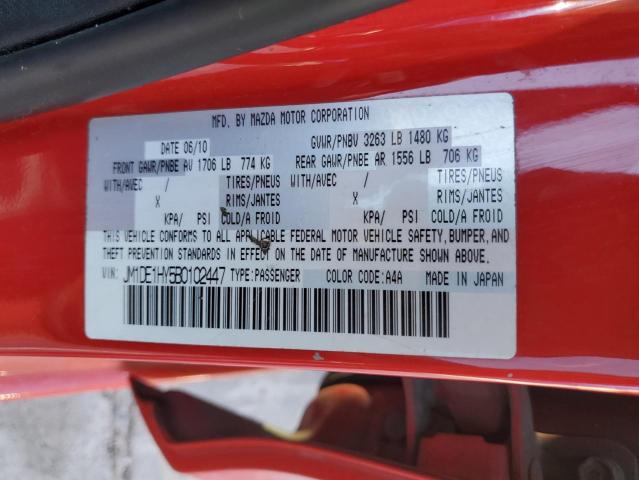 MFD. BY MAZDA MOTOR CORPORATION
DATE 06/10 GVWR/PNBV 3263 LB 1480 KG
FRONT GAWR/PNBE AV 1706 LB 774 KG REAR GAWR/PNBE AR 1556 LB 706 KG
WITH/AVEC / TIRES/PNEUS WITH/AVEC / TIRES/PNEUS
X RIMS/JANTES X RIMS/JANTES
KPA/ PSI COLD/A FROID KPA/ PSI COLD/A FROID
THIS VEHICLE CONFORMS TO ALL APPLICABLE FEDERAL MOTOR VEHICLE SAFETY, BUMPER, AND
THEFT PREVENTION STANDARDS IN EFFECT ON THE DATE OF MANUFACTURE SHOWN ABOVE.
VIN: JM1DE1HY5B0102447 TYPE:PASSENGER COLOR CODE:A4A MADE IN JAPAN